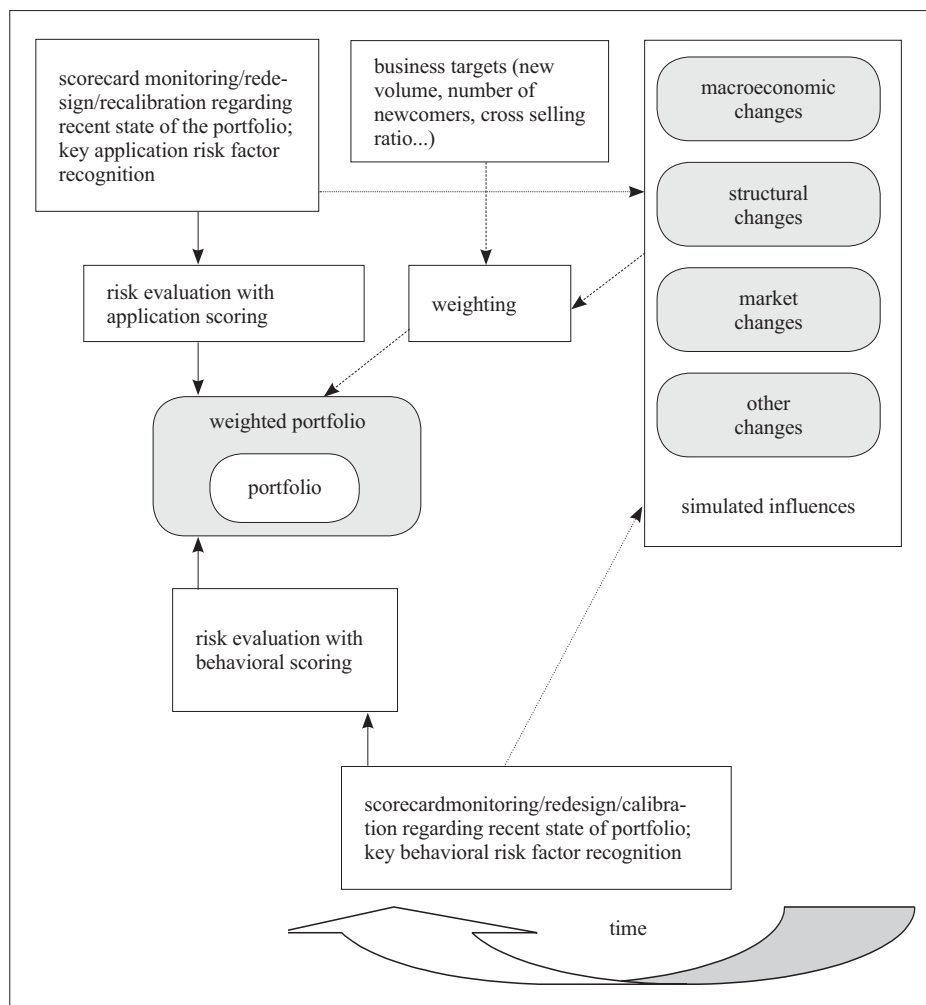 scorecard monitoring/rede-
sign/recalibration regarding
recent state of the portfolio;
key application risk factor
recognition
business targets (new
volume, number of
newcomers, cross selling
ratio...)
macroeconomic
changes
structural
changes
market
changes
other
changes
simulated influences
risk evaluation with
application scoring
weighting
weighted portfolio
portfolio
risk evaluation with
behavioral scoring
scorecardmonitoring/redesign/calibra-
tion regarding recent state of portfolio;
key behavioral risk factor recognition
time